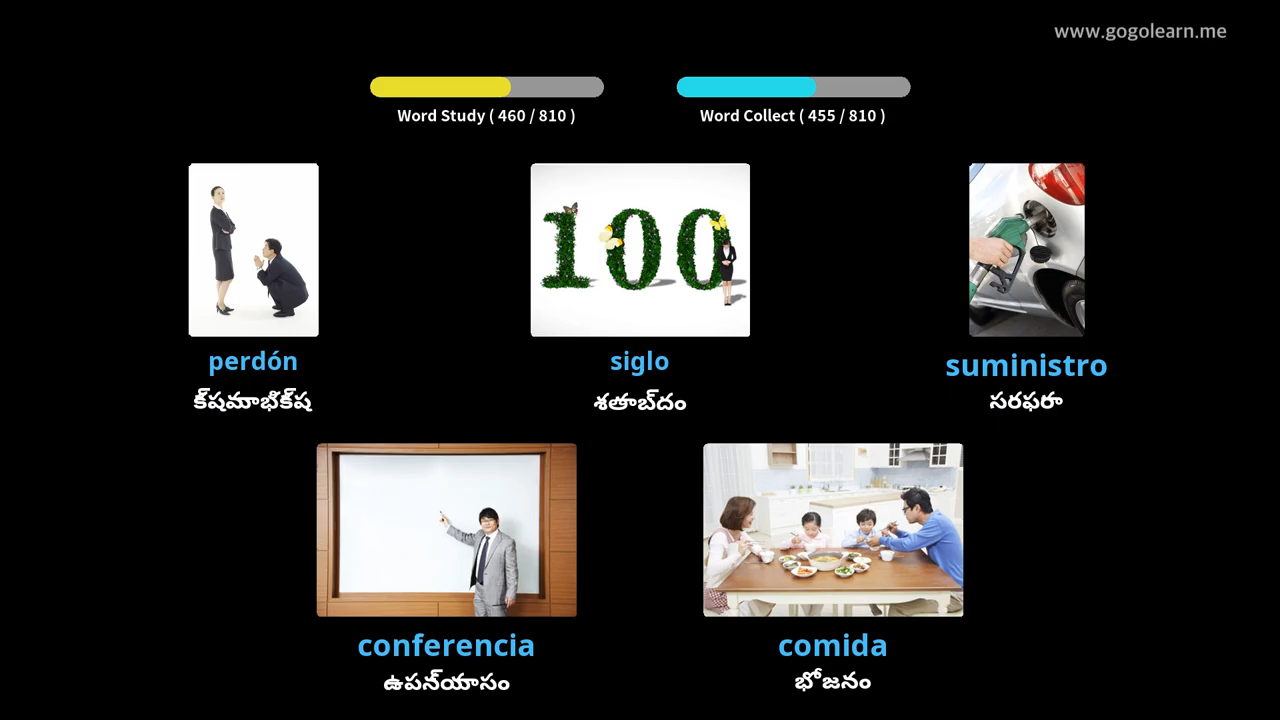 www.gogolearn.me
Word Study ( 460 / 810 )
Word Collect ( 455 / 810 )
perdón
క్‌షమాభిక్‌ష
siglo
శతాబ్‌దం
suministro
సరఫరా
conferencia
ఉపన్‌యాసం
comida
భోజనం